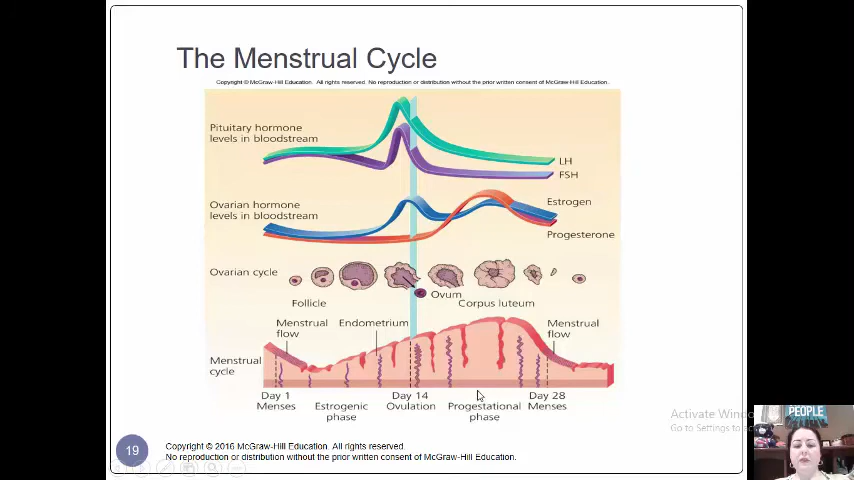 The Menstrual Cycle
Copyright © McGraw-Hill Education. All rights reserved. No reproduction or distribution without the prior written consent of McGraw-Hill Education.
Pituitary hormone
levels in bloodstream
LH
FSH
Ovarian hormone
levels in bloodstream
Estrogen
Progesterone
Ovarian cycle
Ovum
Follicle
Corpus luteum
Menstrual
flow
Endometrium
Menstrual
flow
Menstrual
cycle
Day 1
Menses
Estrogenic
phase
Day 14
Ovulation
Progestational
phase
Day 28
Menses
19
Copyright © 2016 McGraw-Hill Education. All rights reserved.
No reproduction or distribution without the prior written consent of McGraw-Hill Education.
Activate
Go to Settings to
PEOPLE